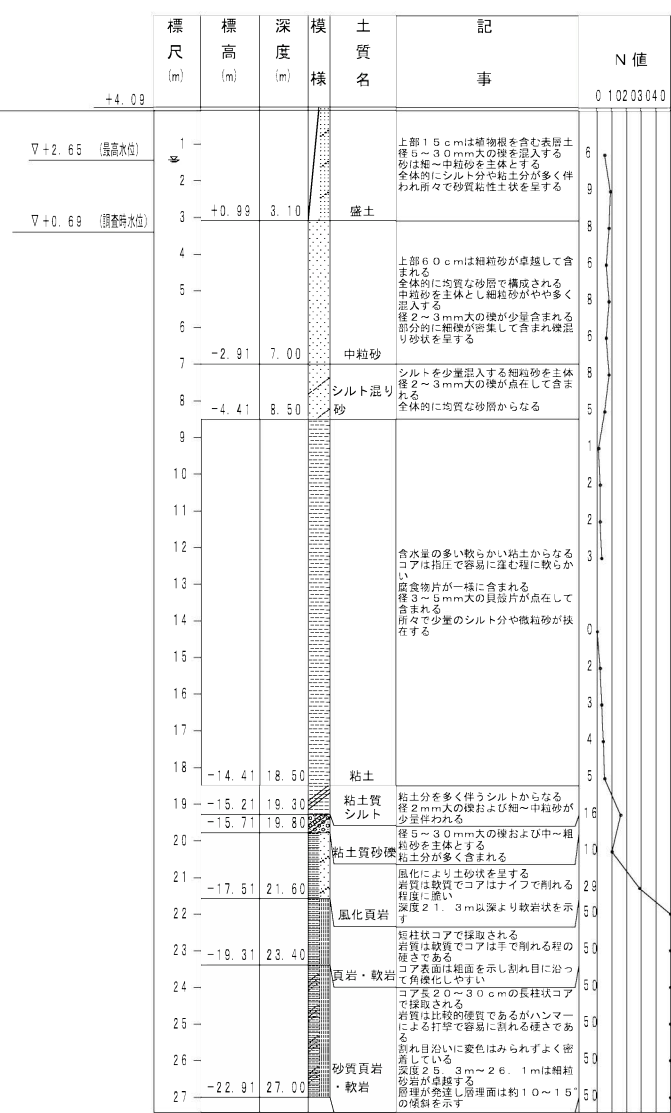 標尺(m) 標高(m) 深度(m) 模様 土質名 記事 N値
0 10 20 30 40
+4.09
▽+2.65 (最高水位)
▽+0.69 (調査時水位)
1
2
3
4
5
6
7
8
9
10
11
12
13
14
15
16
17
18
19
20
21
22
23
24
25
26
27
+0.99 3.10 盛土
上部15cmは植物根を含む表層土
径5~30mm大の礫を混入する
砂は細~中粒砂を主体とする
全体的にシルト分や粘土分が多く伴
われ所々で砂質粘性土状を呈する
-2.91 7.00 中粒砂
上部60cmは細粒砂が卓越して含
まれる
全体的に均質な砂層で構成される
中粒砂を主体とし細粒砂がやや多く
混入する
径2~3mm大の礫が少量含まれる
部分的に細礫が密集して含まれ礫混
り砂状を呈する
-4.41 8.50 シルト混り
砂
シルトを少量混入する細粒砂を主体
径2~3mm大の礫が点在して含ま
れる
全体的に均質な砂層からなる
-14.41 18.50 粘土
含水量の多い軟らかい粘土からなる
コアは指圧で容易に窪む程に軟らか
い
腐食物片が一様に含まれる
径3~5mm大の貝殻片が点在して
含まれる
所々で少量のシルト分や微粒砂が挟
在する
-15.21 19.30 粘土質
シルト
粘土分を多く伴うシルトからなる
径2mm大の礫および細~中粒砂が
少量伴われる
-15.71 19.80 粘土質砂礫
径5~30mm大の礫および中~粗
粒砂を主体とする
粘土分が多く含まれる
-17.51 21.60 風化頁岩
風化により土砂状を呈する
岩質は軟質でコアはナイフで削れる
程度に脆い
深度21.3m以深より軟岩状を示
す
-19.31 23.40 頁岩・軟岩
短柱状コアで採取される
岩質は軟質でコアは手で削れる程の
硬さである
コア表面は粗面を示し割れ目に沿っ
て角礫化しやすい
-22.91 27.00 砂質頁岩
・軟岩
コア長20~30cmの長柱状コア
で採取される
岩質は比較的硬質であるがハンマー
による打撃で容易に割れる硬さであ
る
割れ目沿いに変色はみられずよく密
着している
深度25.3m~26.1mは細粒
砂岩が卓越する
層理が発達し層理面は約10~15°
の傾斜を示す
6
9
8
6
8
6
8
5
1
2
2
3
0
2
3
4
5
16
10
29
50
50
50
50
50
50